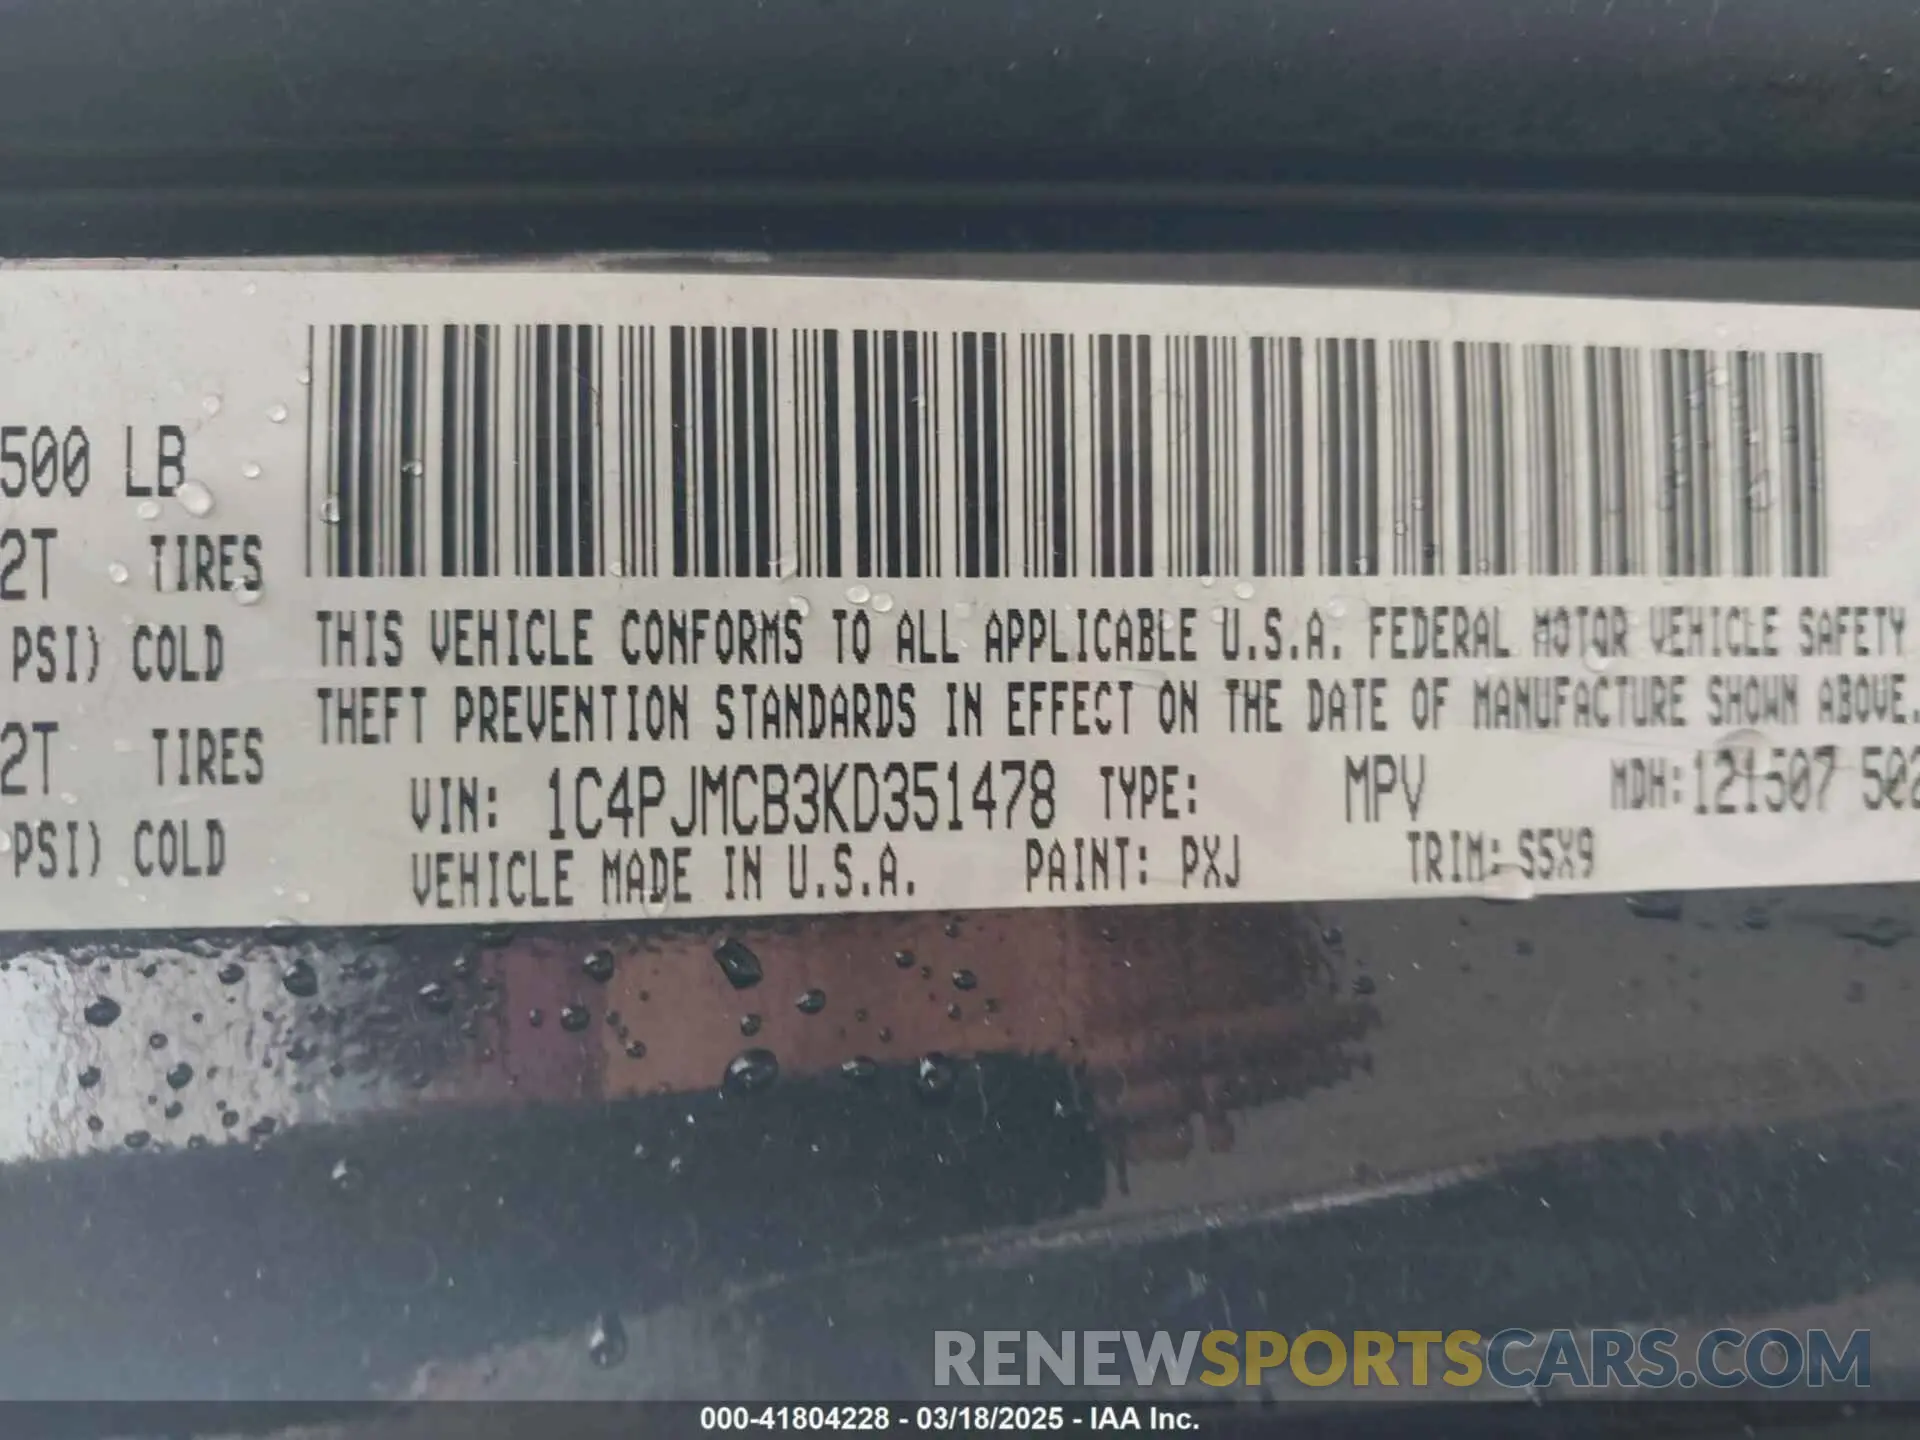 500 LB
2T TIRES
PSI) COLD
2T TIRES
PSI) COLD
THIS VEHICLE CONFORMS TO ALL APPLICABLE U.S.A. FEDERAL MOTOR VEHICLE SAFETY
THEFT PREVENTION STANDARDS IN EFFECT ON THE DATE OF MANUFACTURE SHOWN ABOVE.
VIN: 1C4PJMCB3KD351478 TYPE: MPV MDH: 121507 502
VEHICLE MADE IN U.S.A. PAINT: PXJ TRIM: S5X9
RENEWSPORTSCARS.COM
000-41804228 - 03/18/2025 - IAA Inc.